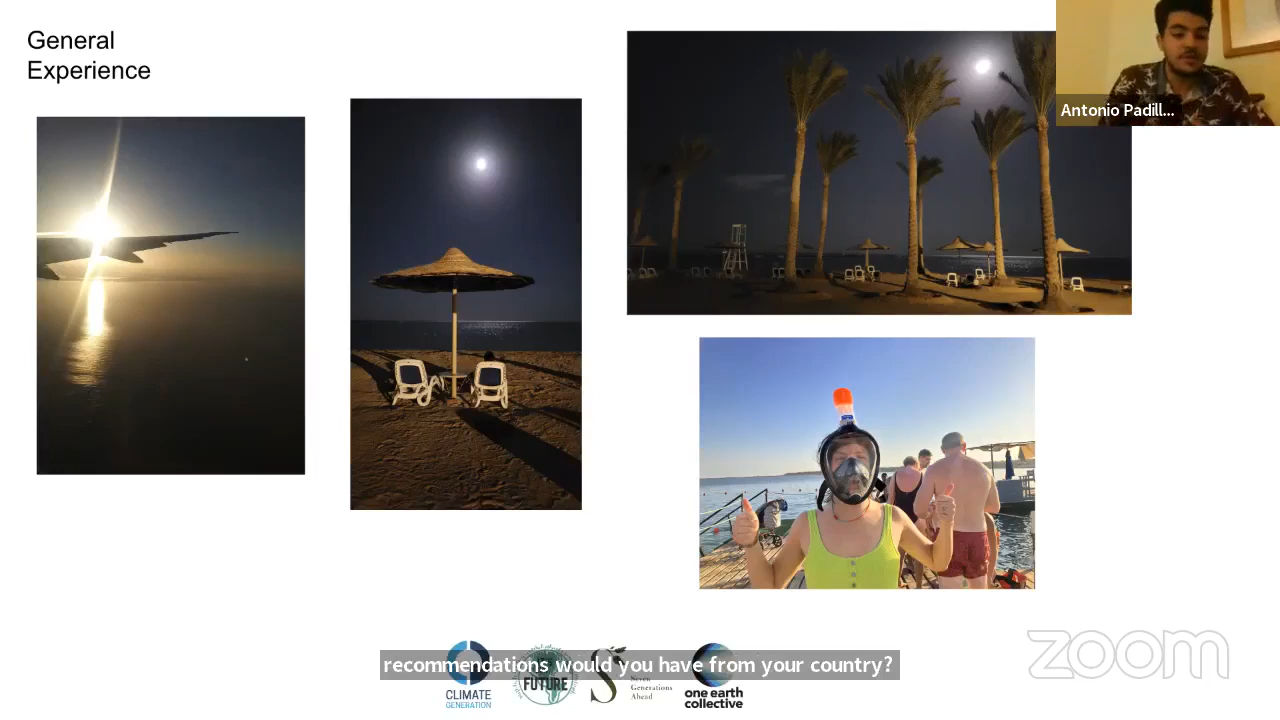 General
Experience
Antonio Padill...
recommendations would you have from your country?
CLIMATE
GENERATION
FUTURE
S
Seven
Generations
Ahead
one earth
collective
zoom